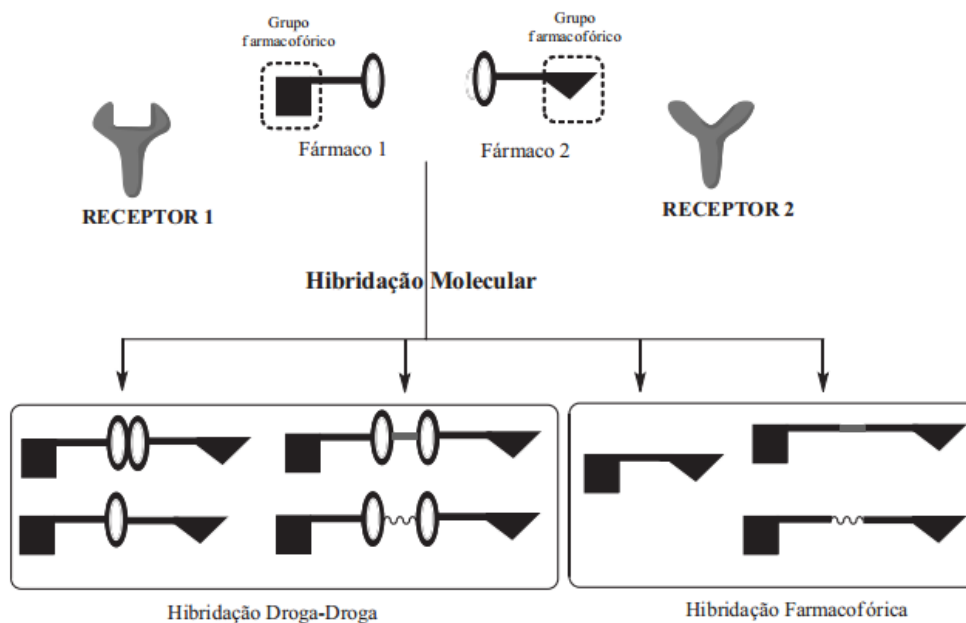 Grupo
farmacofórico
Grupo
farmacofórico
Fármaco 1
Fármaco 2
RECEPTOR 1
RECEPTOR 2
Hibridação Molecular
Hibridação Droga-Droga
Hibridação Farmacofórica